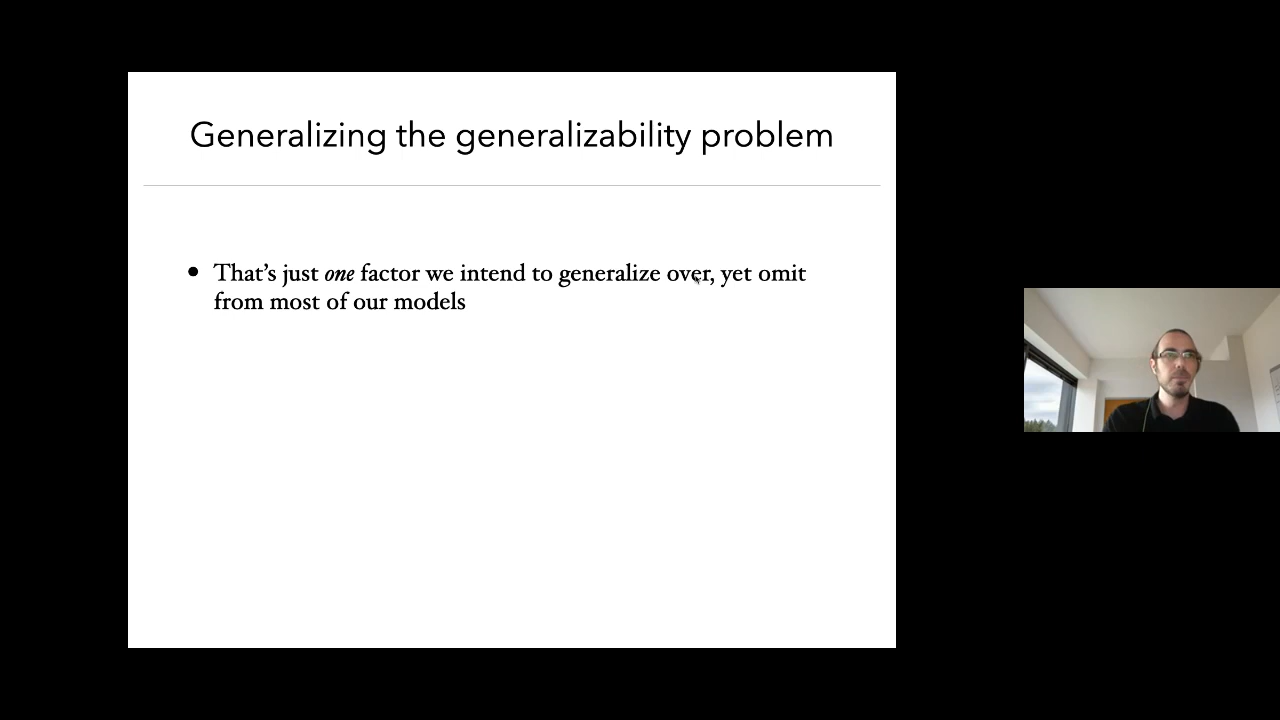 Generalizing the generalizability problem
• That’s just one factor we intend to generalize over, yet omit
from most of our models